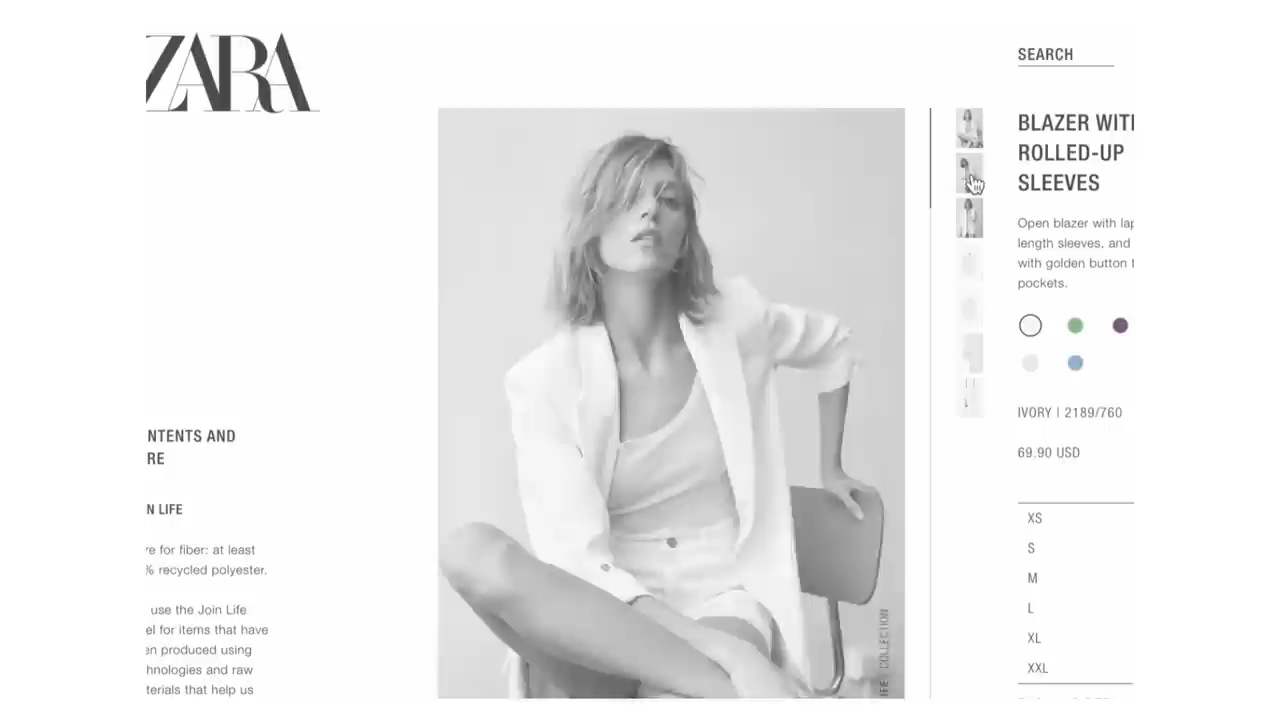 ZARA
SEARCH
BLAZER WITH
ROLLED-UP
SLEEVES
Open blazer with lap
length sleeves, and
with golden button t
pockets.
IVORY | 2189/760
69.90 USD
XS
S
M
L
XL
XXL
NTENTS AND
RE
N LIFE
re for fiber: at least
% recycled polyester.
use the Join Life
el for items that have
en produced using
hnologies and raw
terials that help us
COLLECTION